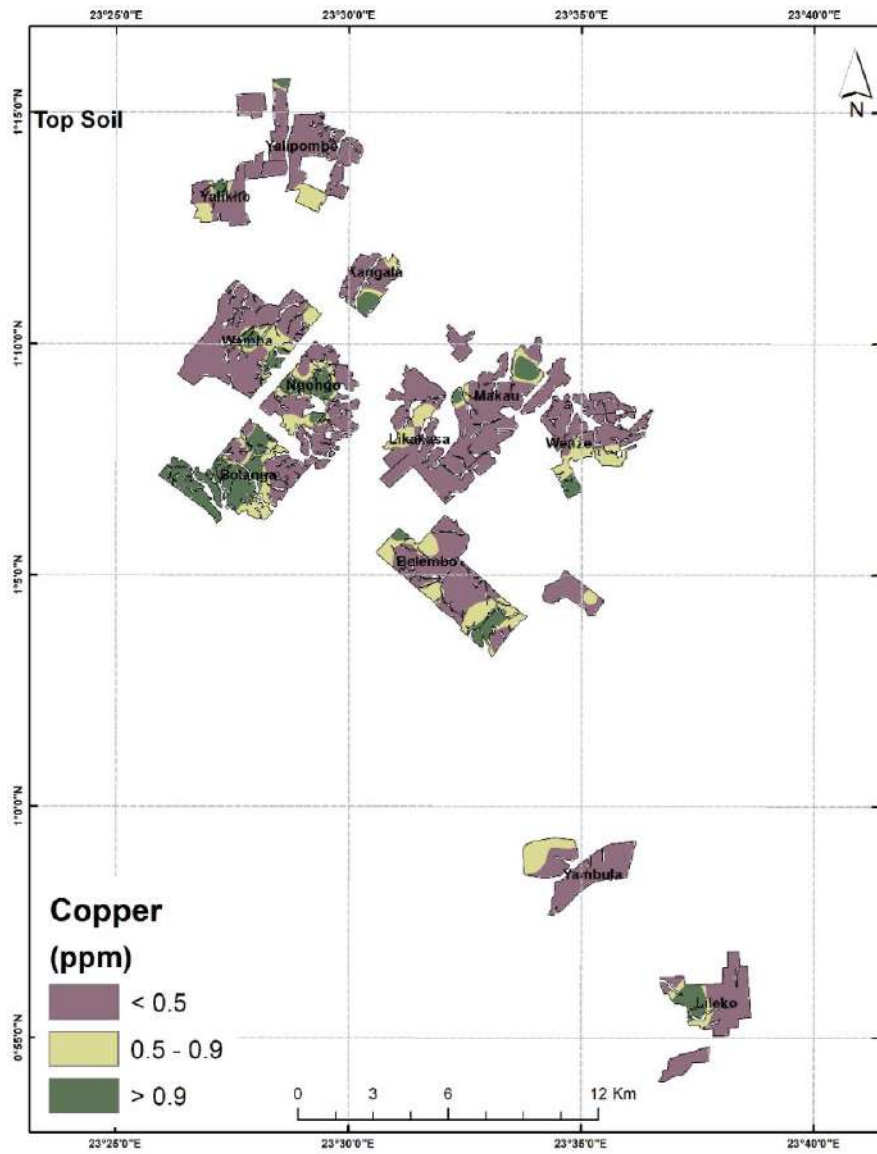 23°25'0"E 23°30'0"E 23°35'0"E 23°40'0"E
N
1°15'0"N
Top Soil
Yalipombe
Yalikito
Kangala
1°10'0"N
Wamba
Ngongo
Makau
Likakasa
Wenze
Bolanga
Belembo
1°5'0"N
1°0'0"N
Yambula
Copper
(ppm)
< 0.5
0.5 - 0.9
> 0.9
Lileko
0°55'0"N
0 3 6 12 Km
23°25'0"E 23°30'0"E 23°35'0"E 23°40'0"E